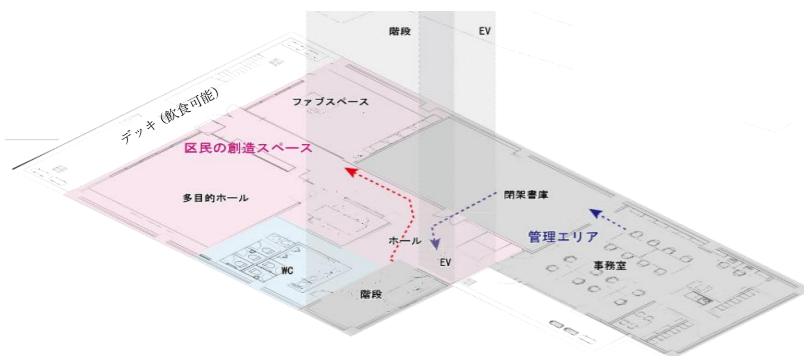 階段
EV
ファブスペース
デッキ (飲食可能)
区民の創造スペース
多目的ホール
閉架書庫
ホール
管理エリア
EV
事務室
WC
階段